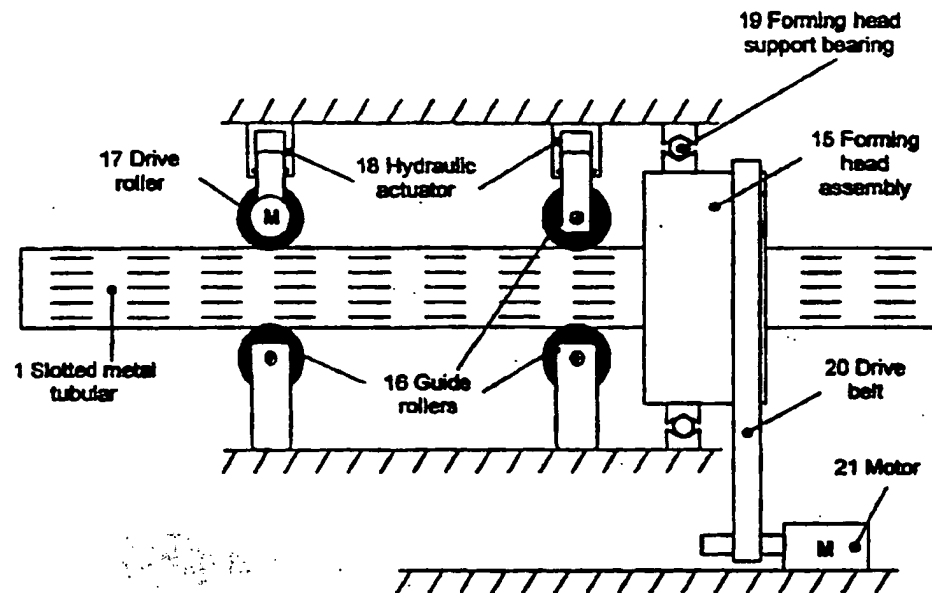 19 Forming head
support bearing
17 Drive
roller
18 Hydraulic
actuator
15 Forming
head
assembly
M
1 Slotted metal
tubular
16 Guide
rollers
20 Drive
belt
21 Motor
M